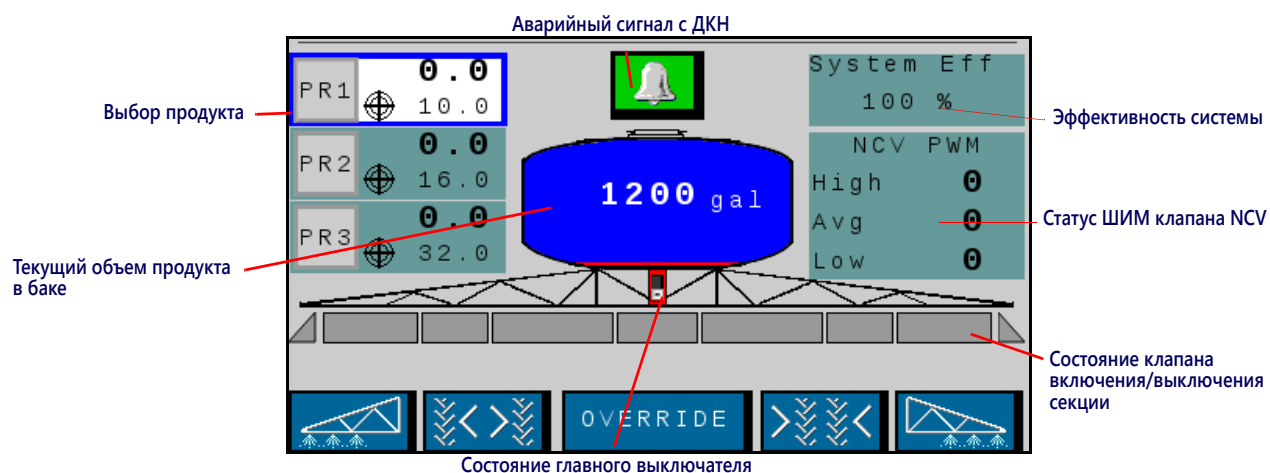 Аварийный сигнал с ДКН
PR1
0.0
10.0
PR2
0.0
16.0
PR3
0.0
32.0
1200 gal
System Eff
100 %
NCV PWM
High 0
Avg 0
Low 0
Выбор продукта
Текущий объем продукта
в баке
Эффективность системы
Статус ШИМ клапана NCV
Состояние клапана
включения/выключения
секции
OVERRIDE
Состояние главного выключателя